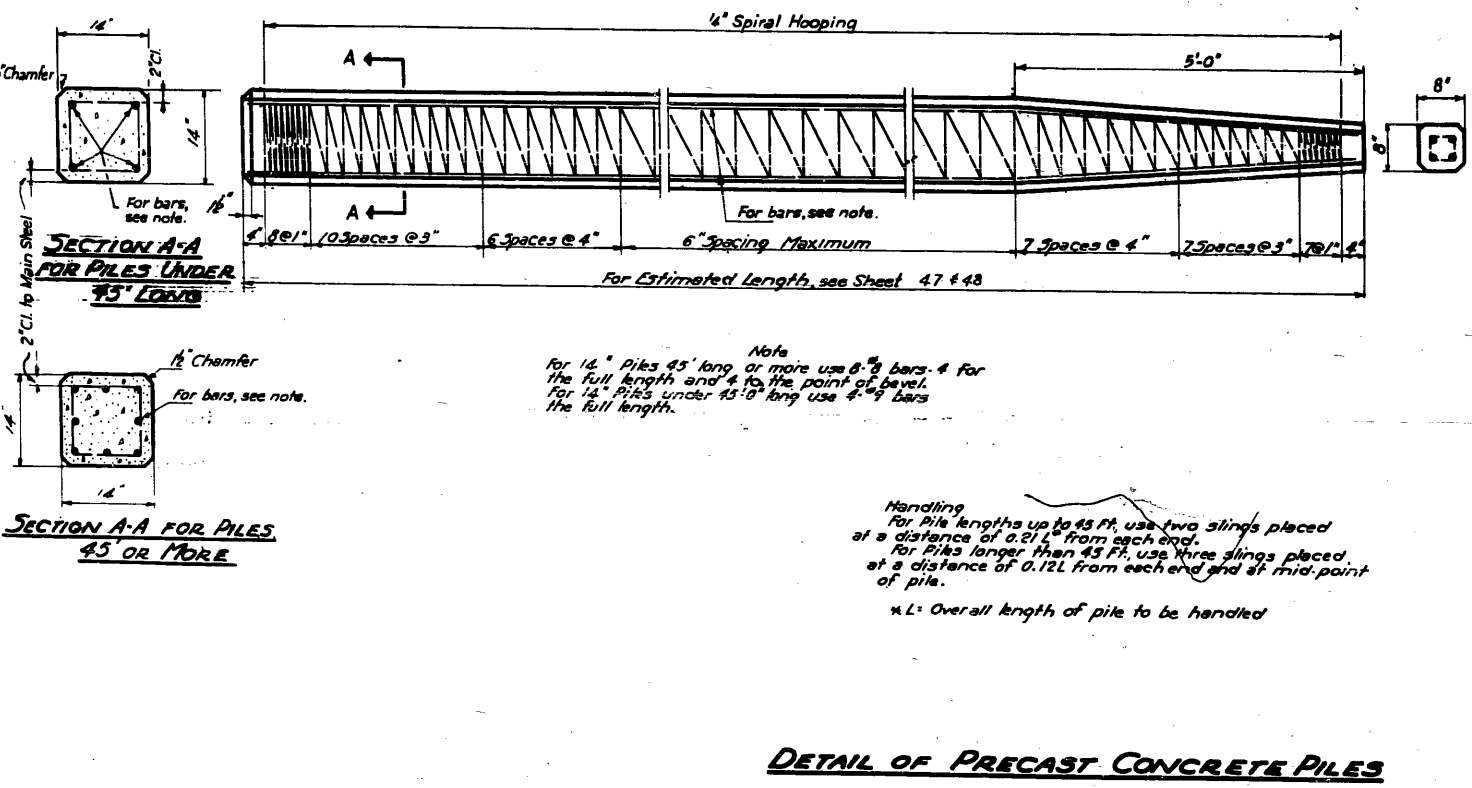 ¼" Spiral Hooping
14"
2"Cl.
"Chamfer
14"
A
A
5'-0"
8"
8"
For bars,
see note.
1½"
For bars, see note.
4" 8@1" 10 Spaces @ 3" 6 Spaces @ 4" 6" Spacing Maximum 7 Spaces @ 4" 7 Spaces @ 3" 7@1" 4"
For Estimated Length, see Sheet 47 & 48
SECTION A-A
FOR PILES UNDER
45' LONG
2"Cl. to Main Steel
1½" Chamfer
For bars, see note.
14"
14"
SECTION A-A FOR PILES
45' OR MORE
Note
For 14" Piles 45' long or more use 8-#8 bars - 4 for
the full length and 4 to the point of bevel.
For 14" Piles under 45'-0" long use 4-#9 bars
the full length.
Handling
For Pile lengths up to 45 Ft., use two slings placed
at a distance of 0.21 L* from each end.
For Piles longer than 45 Ft., use three slings placed
at a distance of 0.12L from each end and at mid-point
of pile.
* L = Overall length of pile to be handled
DETAIL OF PRECAST CONCRETE PILES